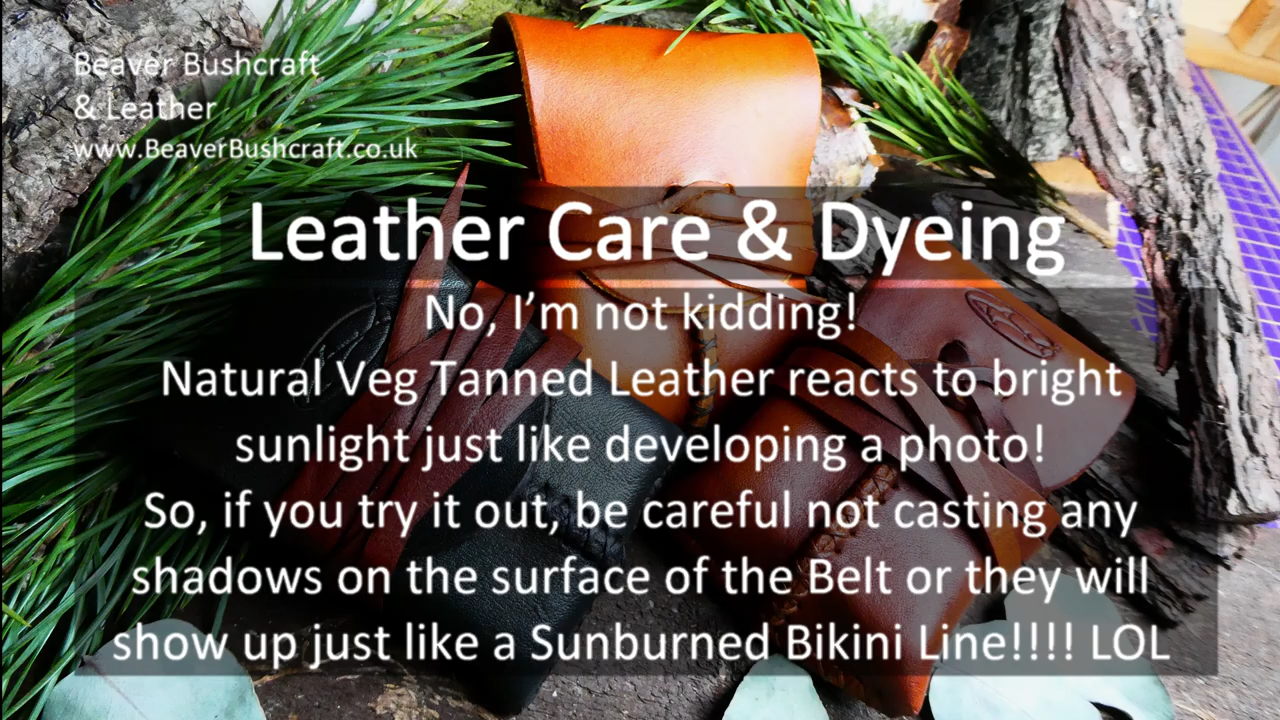 Beaver Bushcraft
& Leather
www.BeaverBushcraft.co.uk
Leather Care & Dyeing
No, I’m not kidding!
Natural Veg Tanned Leather reacts to bright
sunlight just like developing a photo!
So, if you try it out, be careful not casting any
shadows on the surface of the Belt or they will
show up just like a Sunburned Bikini Line!!!! LOL